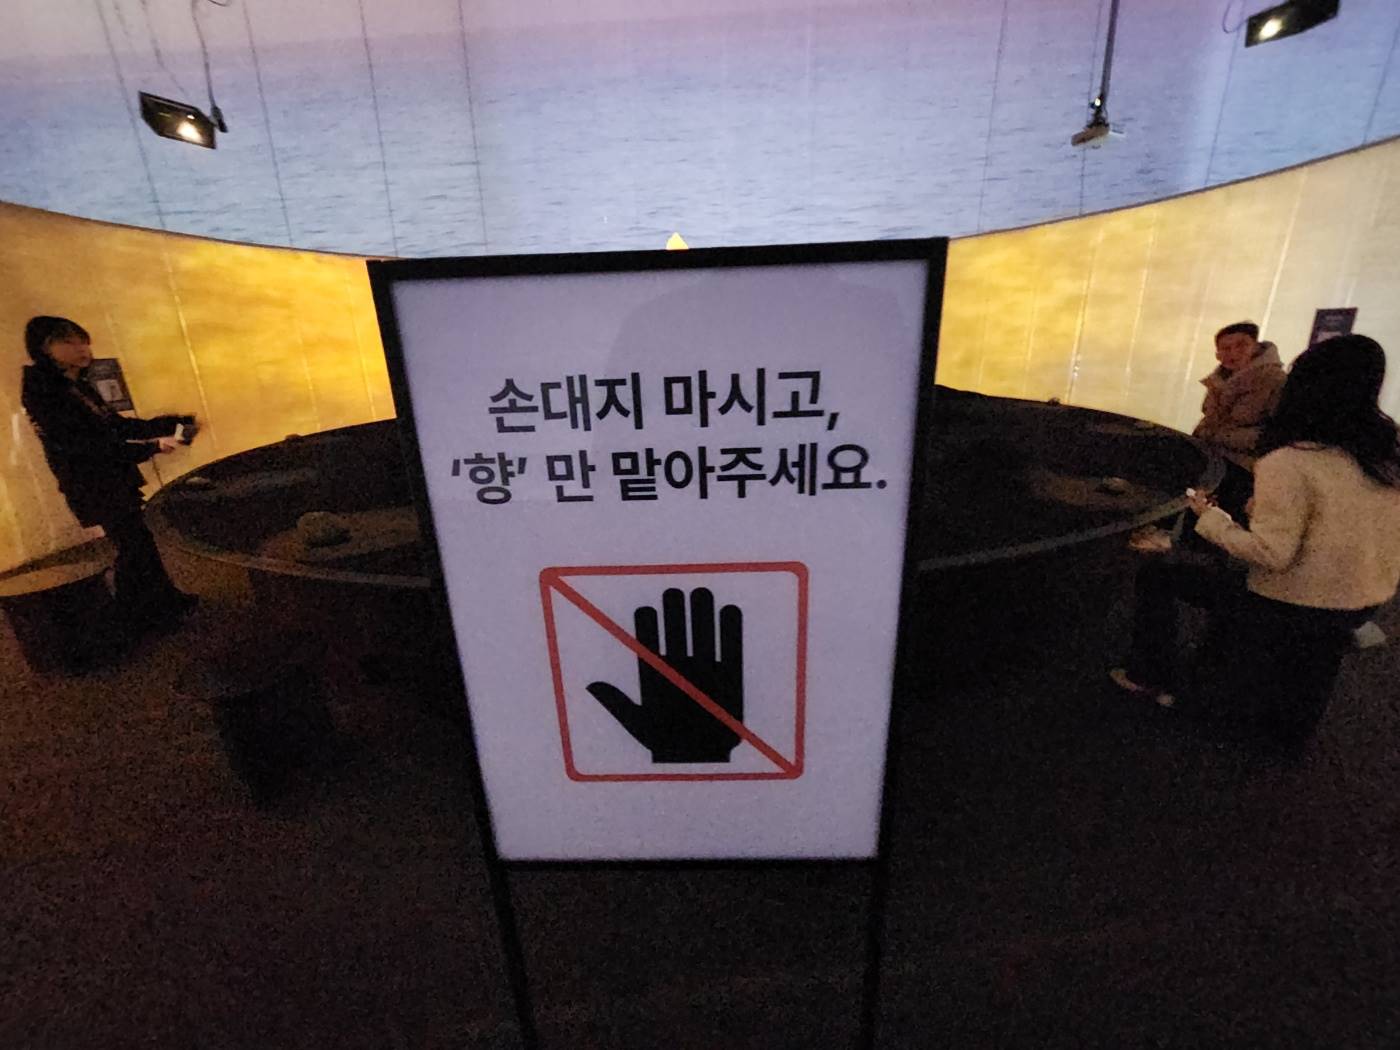 손대지 마시고,
'향' 만 맡아주세요.